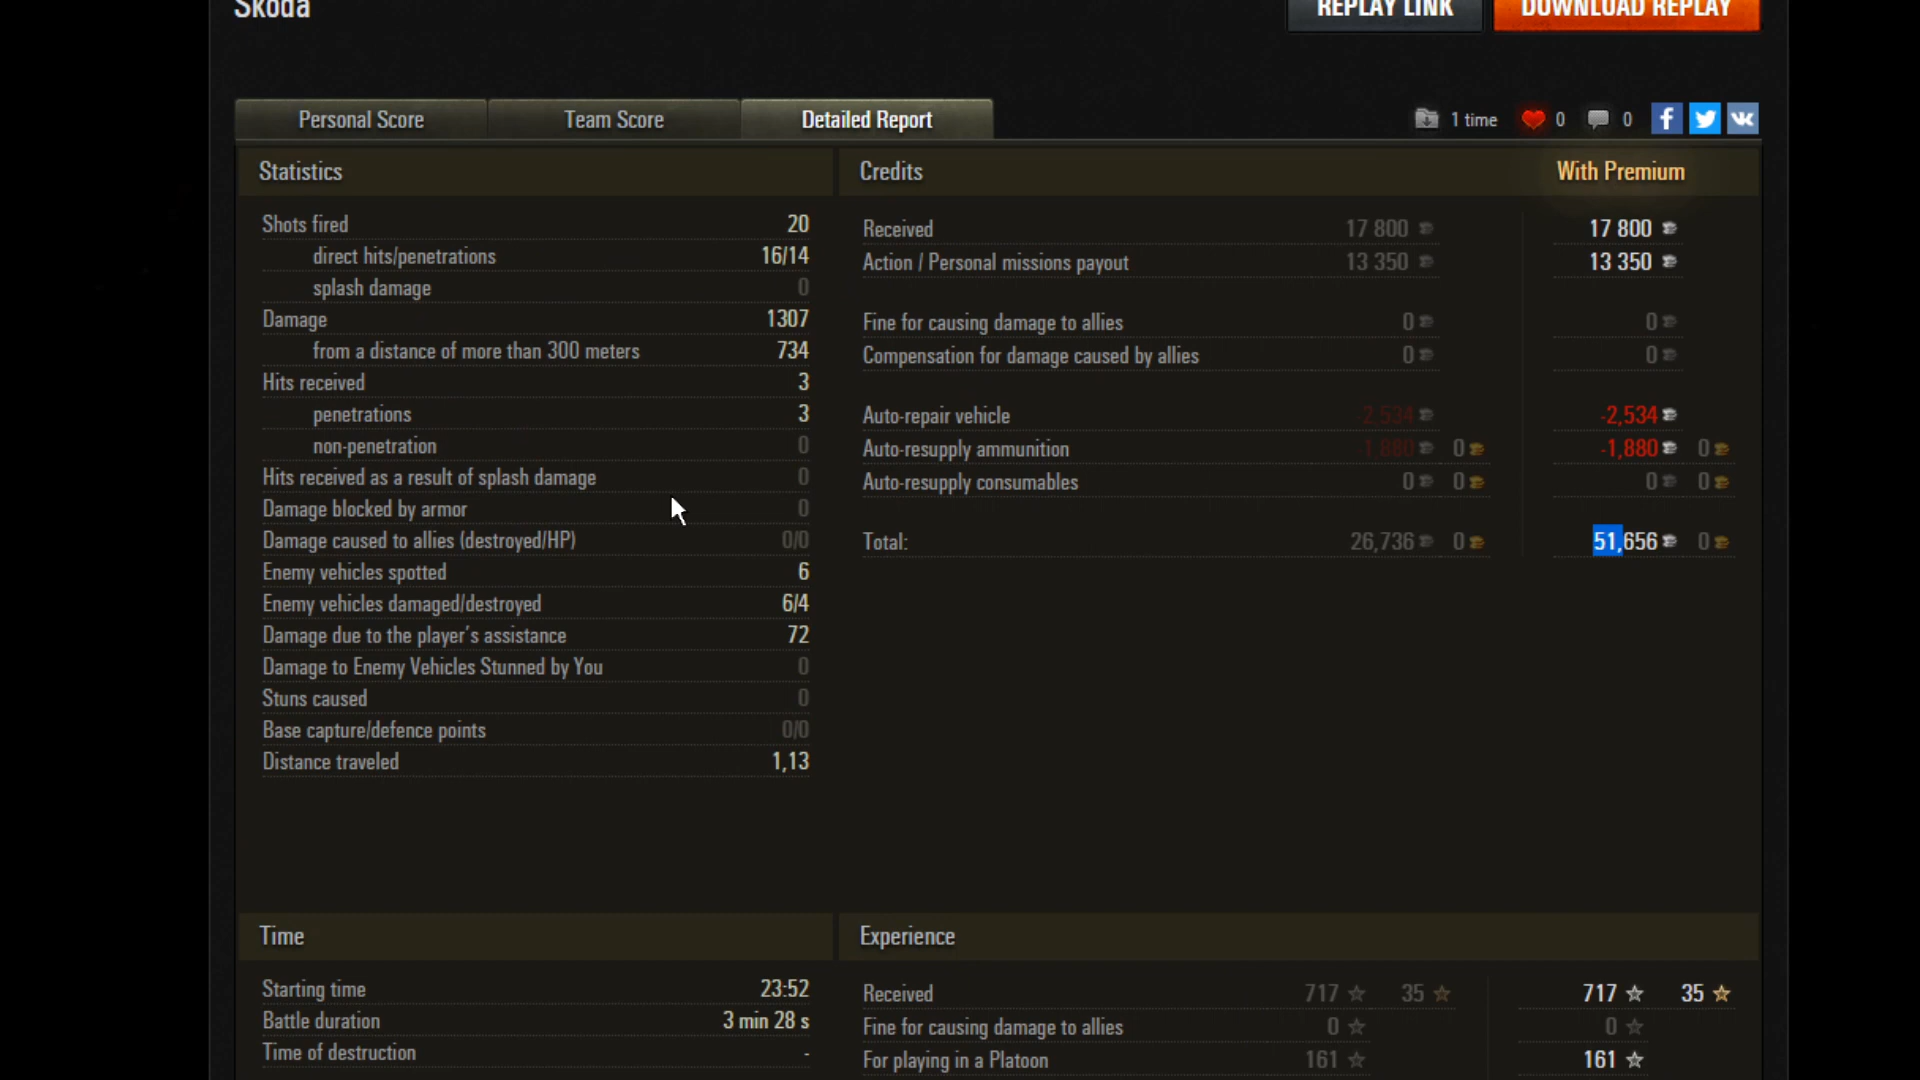 Skoda
REPLAY LINK
DOWNLOAD REPLAY
Personal Score
Team Score
Detailed Report
1 time
0
0
Statistics
Credits
With Premium
Shots fired 20
direct hits/penetrations 16/14
splash damage 0
Damage 1307
from a distance of more than 300 meters 734
Hits received 3
penetrations 3
non-penetration 0
Hits received as a result of splash damage 0
Damage blocked by armor 0
Damage caused to allies (destroyed/HP) 0/0
Enemy vehicles spotted 6
Enemy vehicles damaged/destroyed 6/4
Damage due to the player's assistance 72
Damage to Enemy Vehicles Stunned by You 0
Stuns caused 0
Base capture/defence points 0/0
Distance traveled 1,13
Received 17 800 17 800
Action / Personal missions payout 13 350 13 350
Fine for causing damage to allies 0 0
Compensation for damage caused by allies 0 0
Auto-repair vehicle -2,534 -2,534
Auto-resupply ammunition -1,880 0 -1,880 0
Auto-resupply consumables 0 0 0 0
Total: 26,736 0 51,656 0
Time
Starting time 23:52
Battle duration 3 min 28 s
Time of destruction -
Experience
Received 717 35 717 35
Fine for causing damage to allies 0 0
For playing in a Platoon 161 161